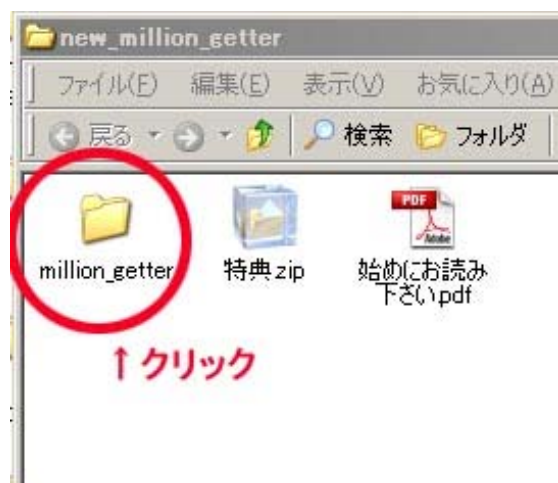 new_million_getter
ファイル(F) 編集(E) 表示(V) お気に入り(A)
戻る 検索 フォルダ
PDF
Adobe
million_getter 特典.zip 始めにお読み
下さい.pdf
↑クリック